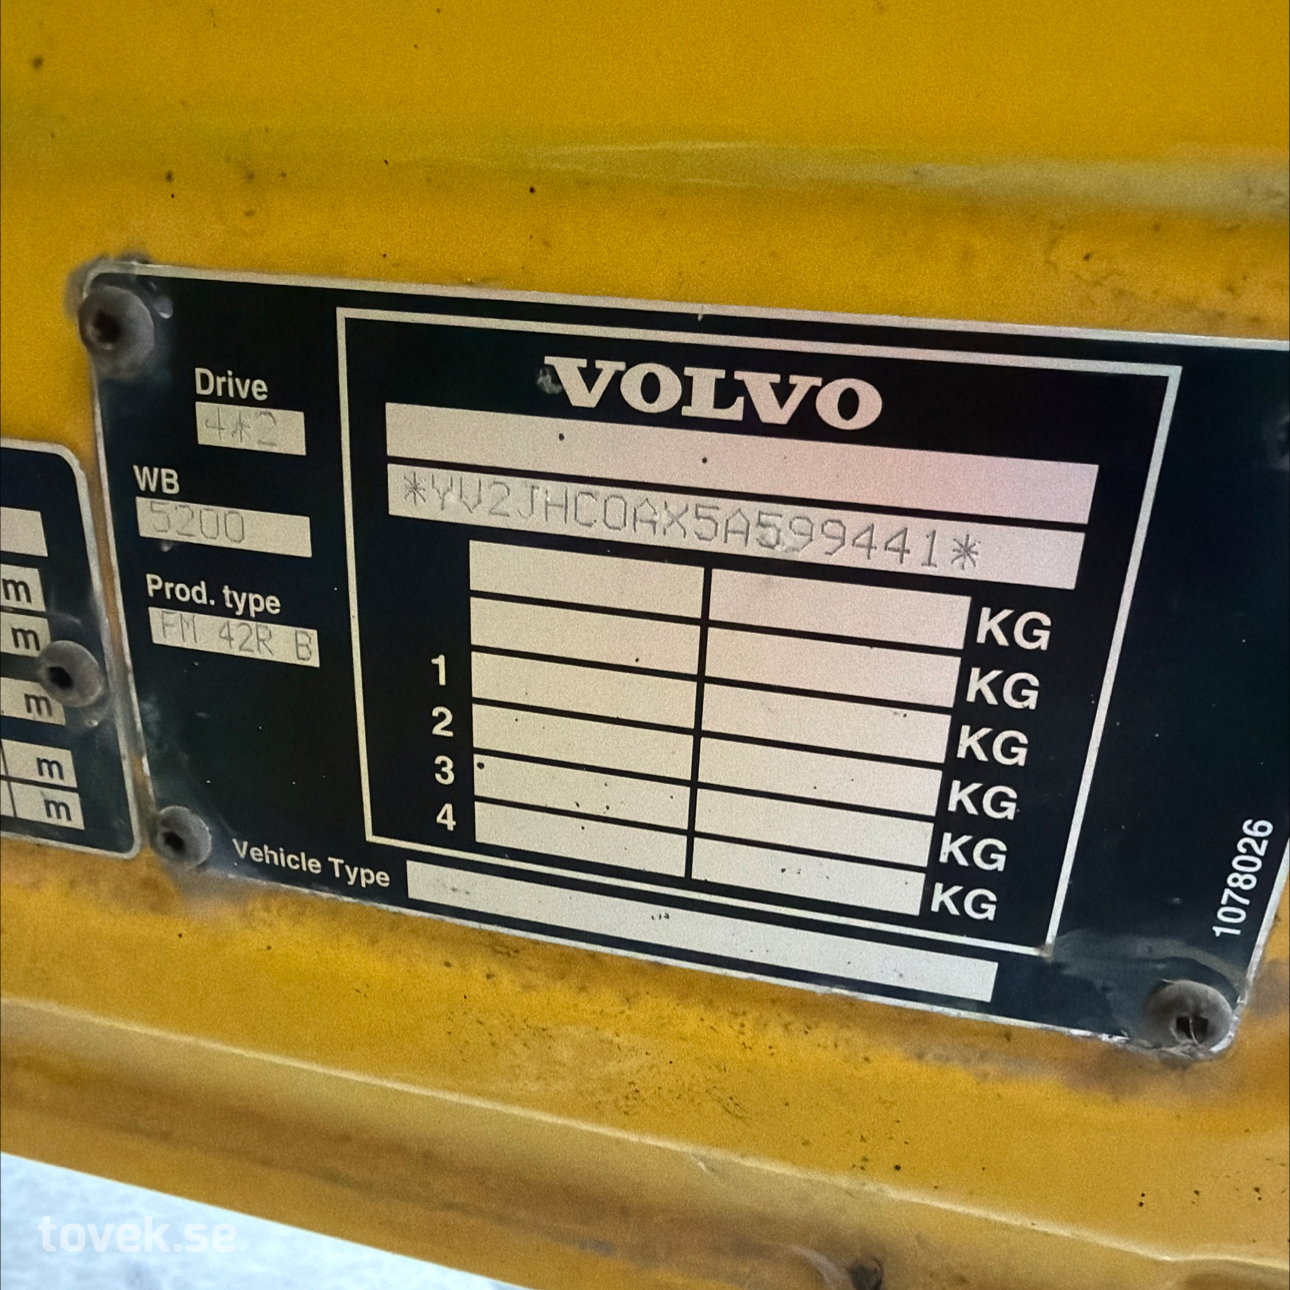 VOLVO
Drive
4*2
*YV2JHC0AX5A599441*
WB
5200
Prod. type
FM 42R B
KG
1 KG
2 KG
3 KG
4 KG
KG
Vehicle Type
1078026
m
m
m
m
m
tovek.se